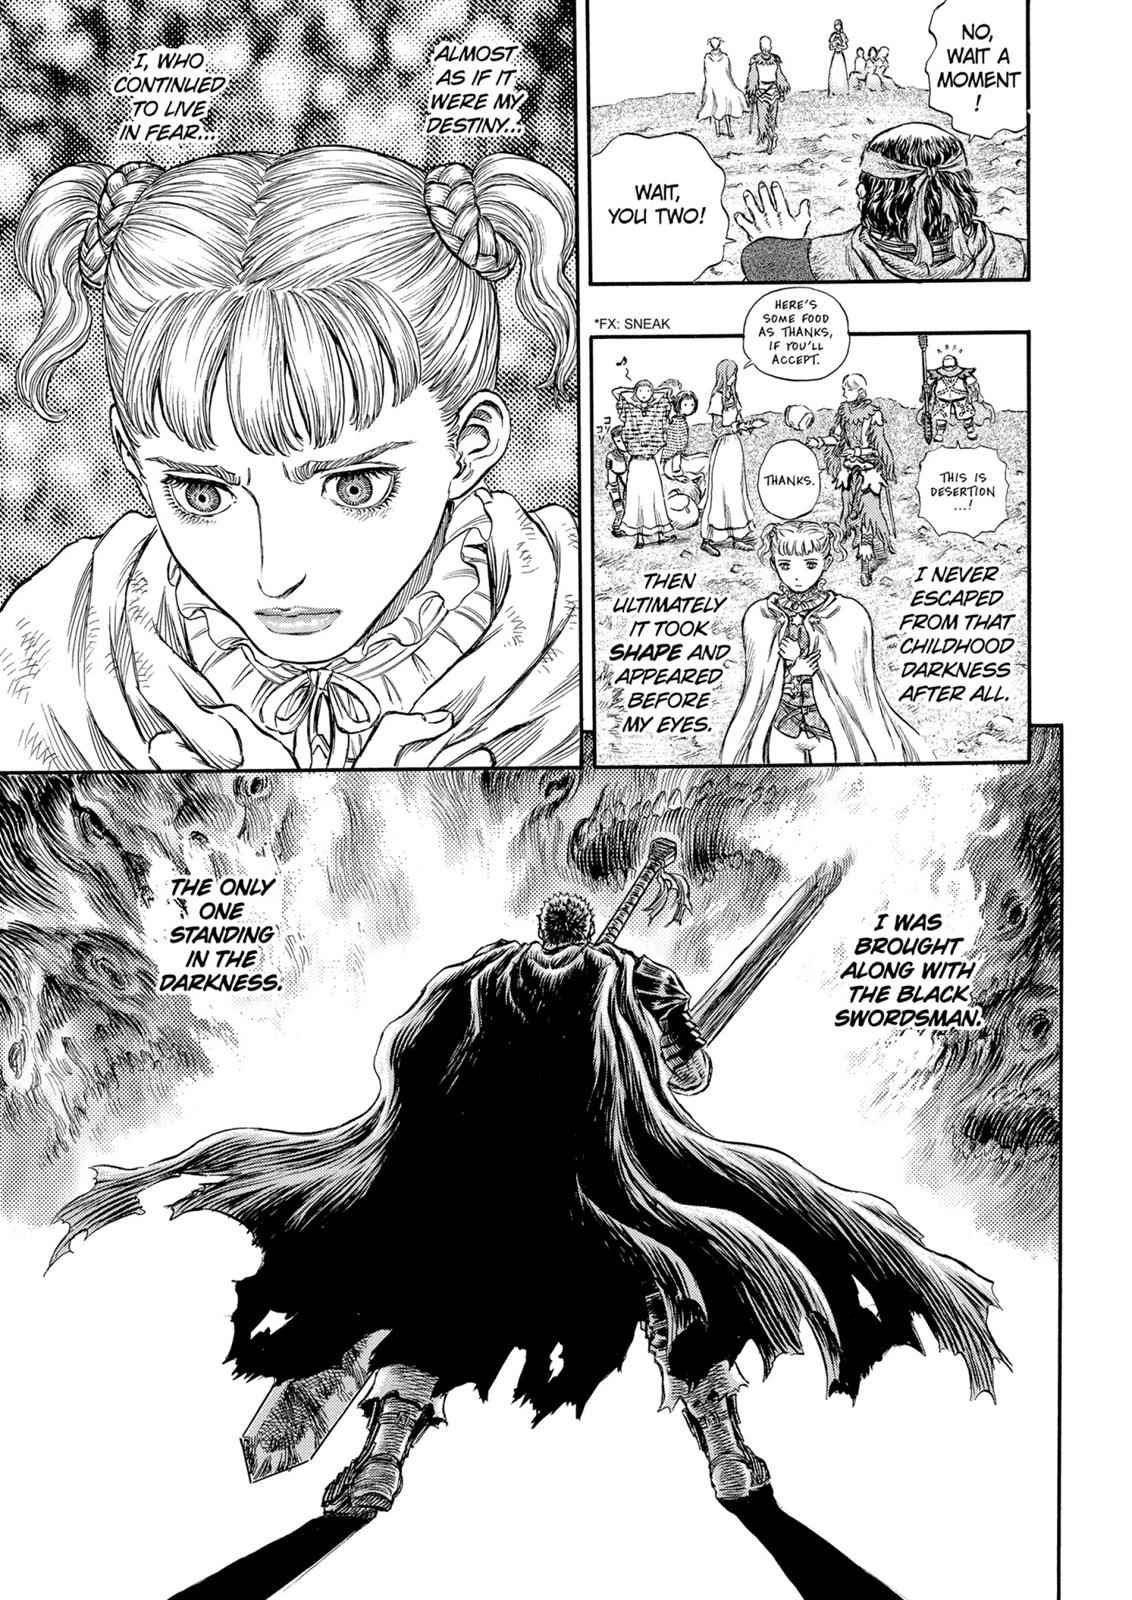 NO,
WAIT A
MOMENT
!
WAIT,
YOU TWO!
*FX: SNEAK
HERE'S
SOME FOOD
AS THANKS,
IF YOU'LL
ACCEPT.
THANKS.
THIS IS
DESERTION
...!
I NEVER
ESCAPED
FROM THAT
CHILDHOOD
DARKNESS
AFTER ALL.
THEN
ULTIMATELY
IT TOOK
SHAPE AND
APPEARED
BEFORE
MY EYES.
ALMOST
AS IF IT
WERE MY
DESTINY...
I, WHO
CONTINUED
TO LIVE
IN FEAR...
I WAS
BROUGHT
ALONG WITH
THE BLACK
SWORDSMAN.
THE ONLY
ONE
STANDING
IN THE
DARKNESS.